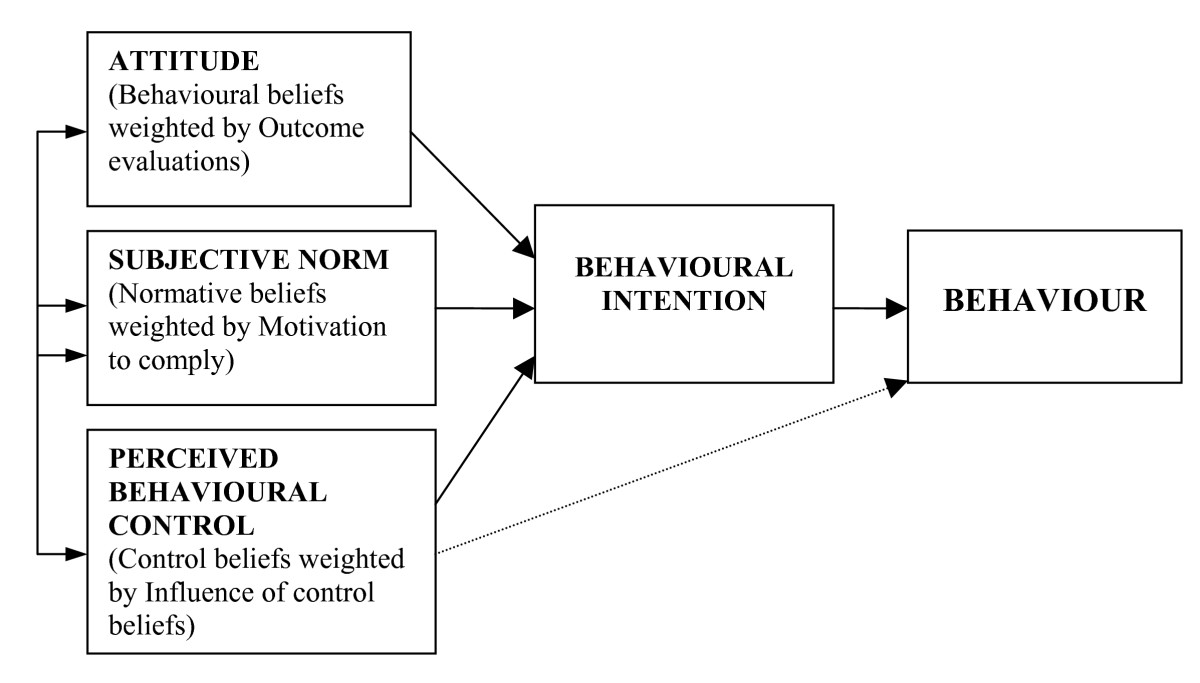 ATTITUDE
(Behavioural beliefs
weighted by Outcome
evaluations)
SUBJECTIVE NORM
(Normative beliefs
weighted by Motivation
to comply)
PERCEIVED
BEHAVIOURAL
CONTROL
(Control beliefs weighted
by Influence of control
beliefs)
BEHAVIOURAL
INTENTION
BEHAVIOUR